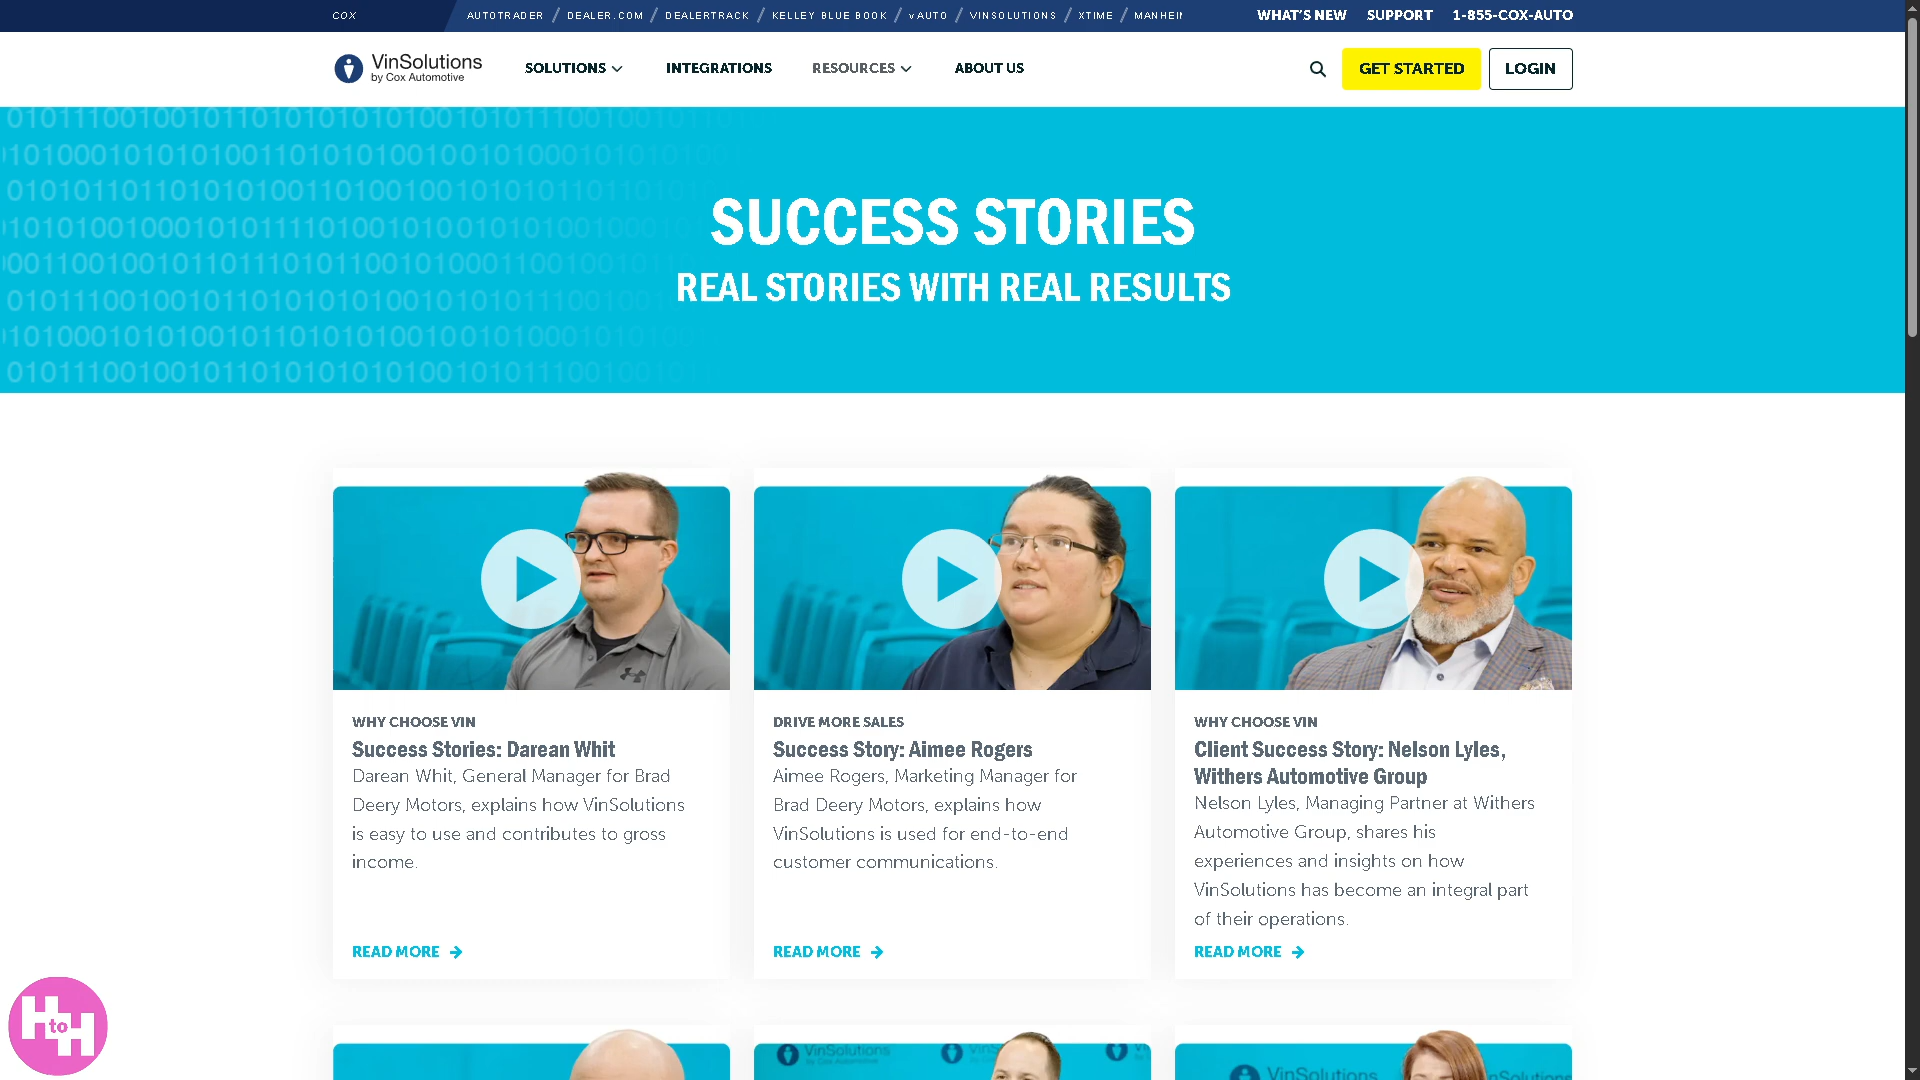 COX
AUTOTRADER / DEALER.COM / DEALERTRACK / KELLEY BLUE BOOK / vAUTO / VINSOLUTIONS / XTIME / MANHEIM
WHAT'S NEW
SUPPORT
1-855-COX-AUTO
VinSolutions
by Cox Automotive
SOLUTIONS
INTEGRATIONS
RESOURCES
ABOUT US
GET STARTED
LOGIN
SUCCESS STORIES
REAL STORIES WITH REAL RESULTS
WHY CHOOSE VIN
Success Stories: Darean Whit
Darean Whit, General Manager for Brad
Deery Motors, explains how VinSolutions
is easy to use and contributes to gross
income.
READ MORE
DRIVE MORE SALES
Success Story: Aimee Rogers
Aimee Rogers, Marketing Manager for
Brad Deery Motors, explains how
VinSolutions is used for end-to-end
customer communications.
READ MORE
WHY CHOOSE VIN
Client Success Story: Nelson Lyles,
Withers Automotive Group
Nelson Lyles, Managing Partner at Withers
Automotive Group, shares his
experiences and insights on how
VinSolutions has become an integral part
of their operations.
READ MORE
H to H
VinSolutions
by Cox Automotive
VinSolutions